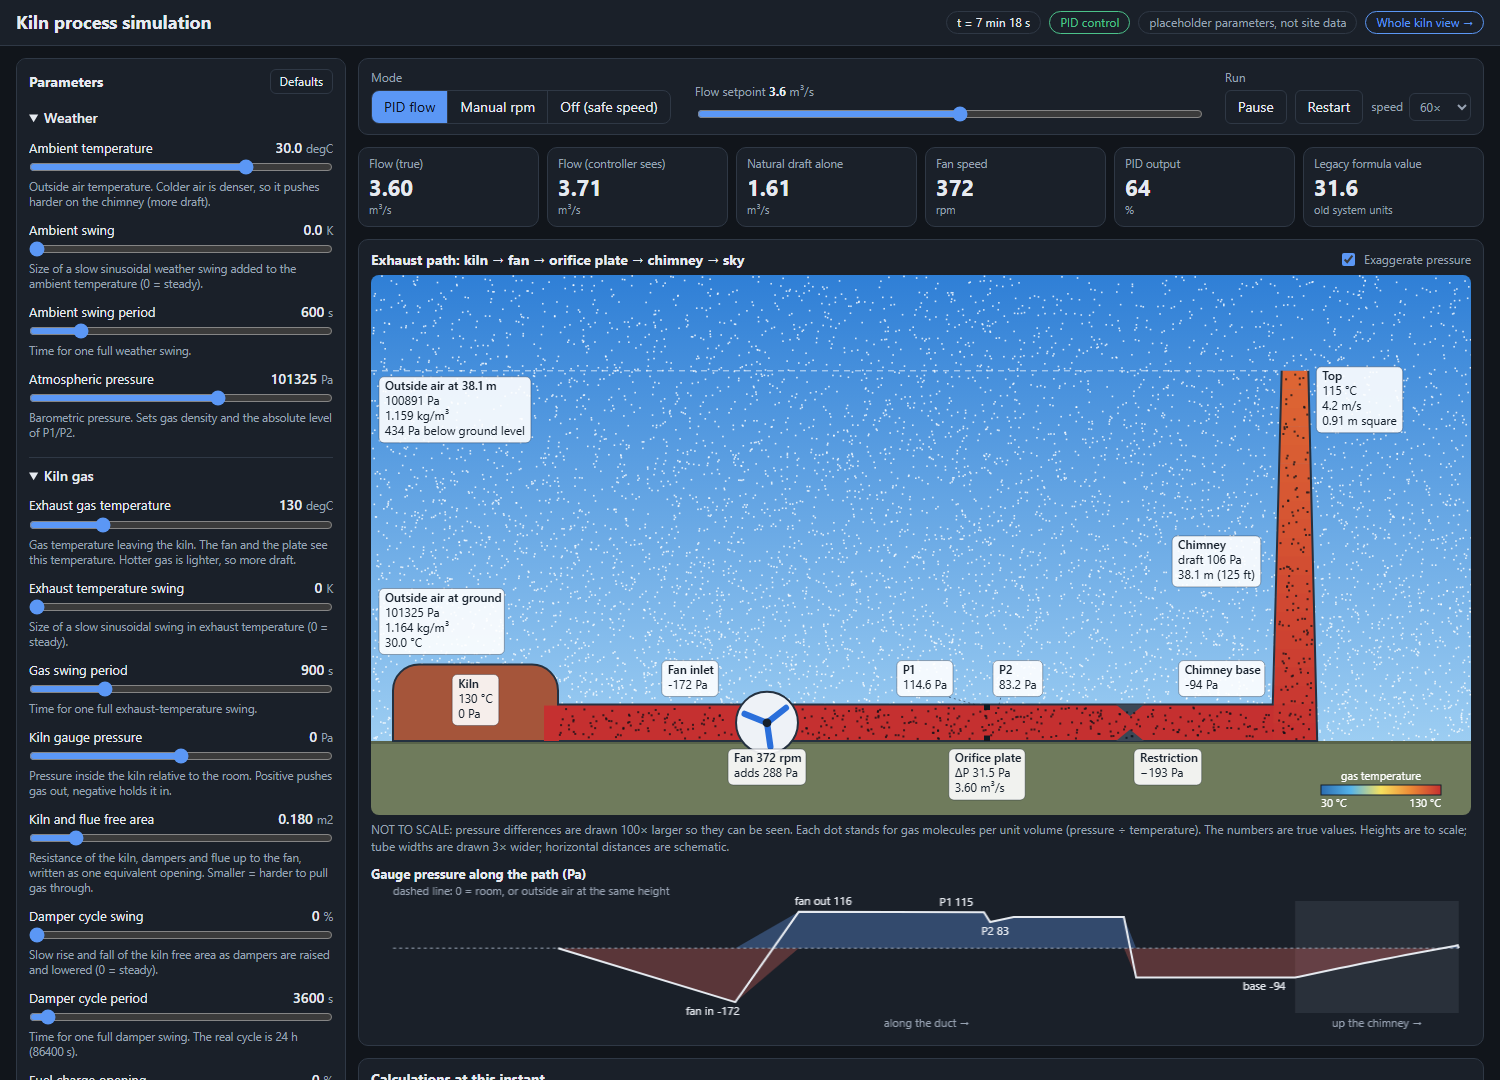 Kiln process simulation
t = 7 min 18 s
PID control
placeholder parameters, not site data
Whole kiln view →
Parameters
Defaults
▼ Weather
Ambient temperature 30.0 degC
Outside air temperature. Colder air is denser, so it pushes
harder on the chimney (more draft).
Ambient swing 0.0 K
Size of a slow sinusoidal weather swing added to the
ambient temperature (0 = steady).
Ambient swing period 600 s
Time for one full weather swing.
Atmospheric pressure 101325 Pa
Barometric pressure. Sets gas density and the absolute level
of P1/P2.
▼ Kiln gas
Exhaust gas temperature 130 degC
Gas temperature leaving the kiln. The fan and the plate see
this temperature. Hotter gas is lighter, so more draft.
Exhaust temperature swing 0 K
Size of a slow sinusoidal swing in exhaust temperature (0 =
steady).
Gas swing period 900 s
Time for one full exhaust-temperature swing.
Kiln gauge pressure 0 Pa
Pressure inside the kiln relative to the room. Positive pushes
gas out, negative holds it in.
Kiln and flue free area 0.180 m2
Resistance of the kiln, dampers and flue up to the fan,
written as one equivalent opening. Smaller = harder to pull
gas through.
Damper cycle swing 0 %
Slow rise and fall of the kiln free area as dampers are raised
and lowered (0 = steady).
Damper cycle period 3600 s
Time for one full damper swing. The real cycle is 24 h
(86400 s).
Fuel charge opening 0 %
Mode
PID flow
Manual rpm
Off (safe speed)
Flow setpoint 3.6 m³/s
Run
Pause
Restart
speed
60×
Flow (true)
3.60
m³/s
Flow (controller sees)
3.71
m³/s
Natural draft alone
1.61
m³/s
Fan speed
372
rpm
PID output
64
%
Legacy formula value
31.6
old system units
Exhaust path: kiln → fan → orifice plate → chimney → sky
Exaggerate pressure
Outside air at 38.1 m
100891 Pa
1.159 kg/m³
434 Pa below ground level
Top
115 °C
4.2 m/s
0.91 m square
Chimney
draft 106 Pa
38.1 m (125 ft)
Outside air at ground
101325 Pa
1.164 kg/m³
30.0 °C
Kiln
130 °C
0 Pa
Fan inlet
-172 Pa
P1
114.6 Pa
P2
83.2 Pa
Chimney base
-94 Pa
Fan 372 rpm
adds 288 Pa
Orifice plate
ΔP 31.5 Pa
3.60 m³/s
Restriction
−193 Pa
gas temperature
30 °C 130 °C
NOT TO SCALE: pressure differences are drawn 100× larger so they can be seen. Each dot stands for gas molecules per unit volume (pressure ÷ temperature). The numbers are true values. Heights are to scale;
tube widths are drawn 3× wider; horizontal distances are schematic.
Gauge pressure along the path (Pa)
dashed line: 0 = room, or outside air at the same height
fan out 116
P1 115
P2 83
fan in -172
base -94
along the duct →
up the chimney →
Calculations at this instant